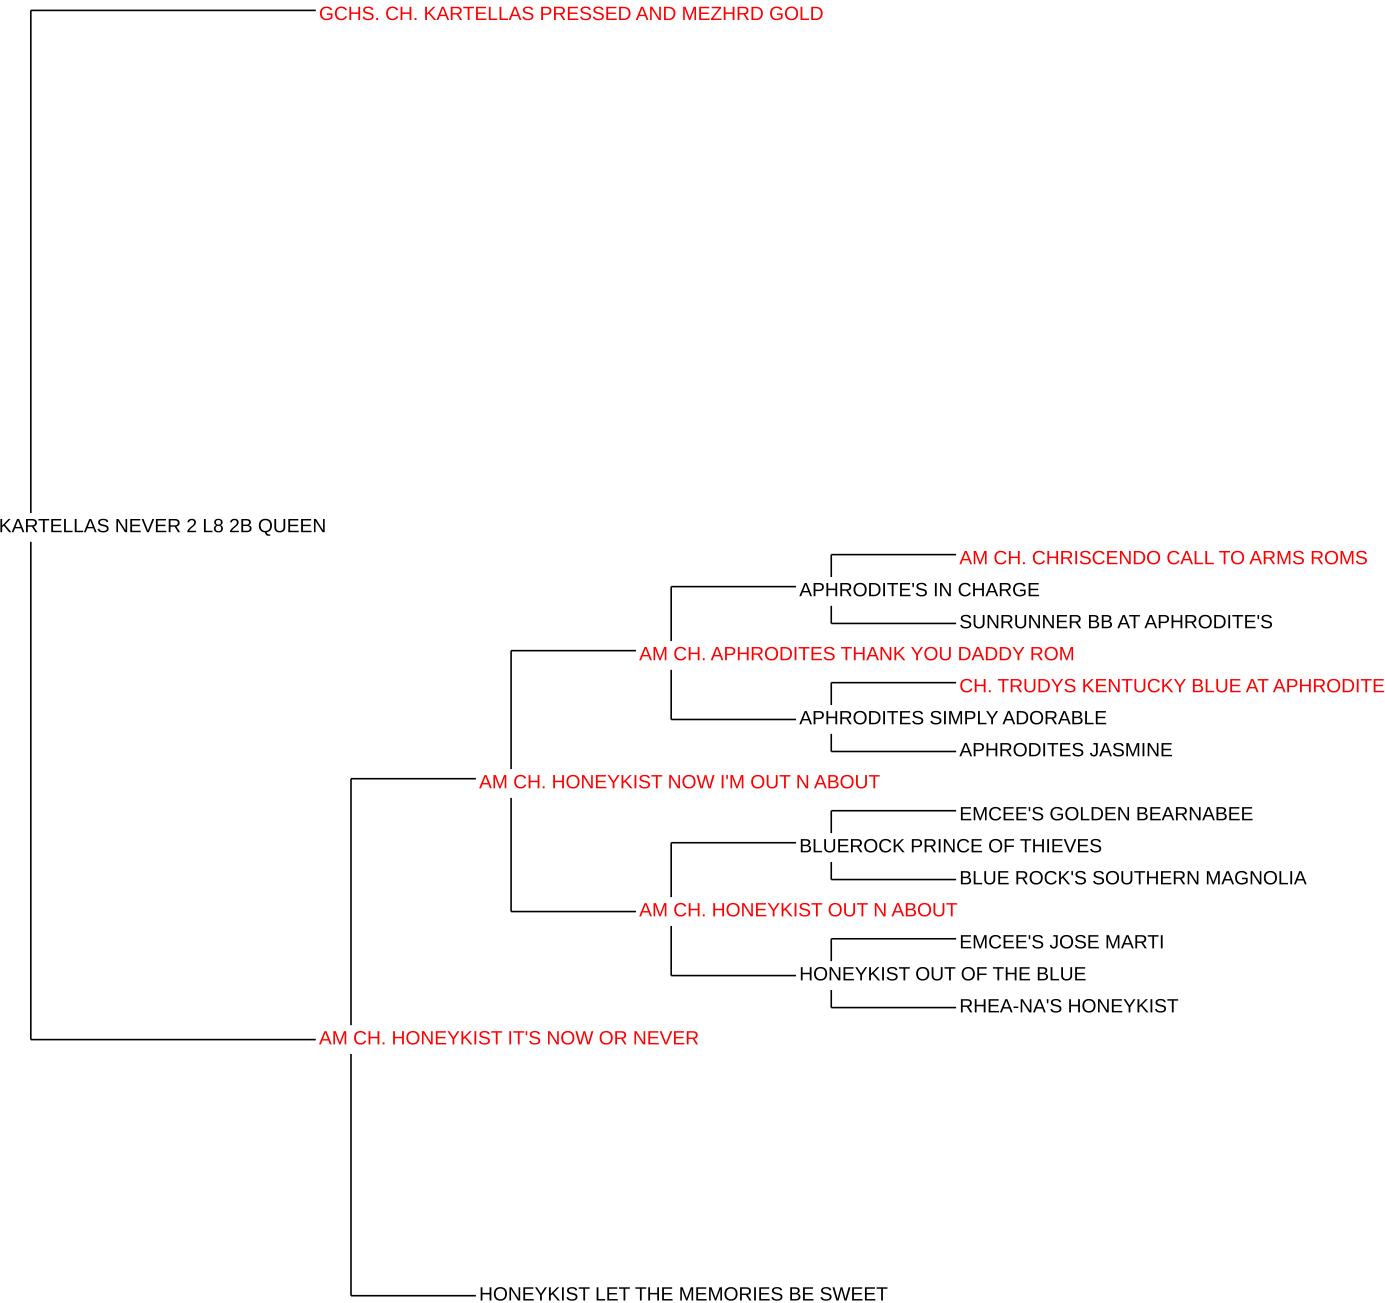 GCHS. CH. KARTELLAS PRESSED AND MEZHRD GOLD
KARTELLAS NEVER 2 L8 2B QUEEN
AM CH. CHRISCENDO CALL TO ARMS ROMS
APHRODITE'S IN CHARGE
SUNRUNNER BB AT APHRODITE'S
AM CH. APHRODITES THANK YOU DADDY ROM
CH. TRUDYS KENTUCKY BLUE AT APHRODITE
APHRODITES SIMPLY ADORABLE
APHRODITES JASMINE
AM CH. HONEYKIST NOW I'M OUT N ABOUT
EMCEE'S GOLDEN BEARNABEE
BLUEROCK PRINCE OF THIEVES
BLUE ROCK'S SOUTHERN MAGNOLIA
AM CH. HONEYKIST OUT N ABOUT
EMCEE'S JOSE MARTI
HONEYKIST OUT OF THE BLUE
RHEA-NA'S HONEYKIST
AM CH. HONEYKIST IT'S NOW OR NEVER
HONEYKIST LET THE MEMORIES BE SWEET